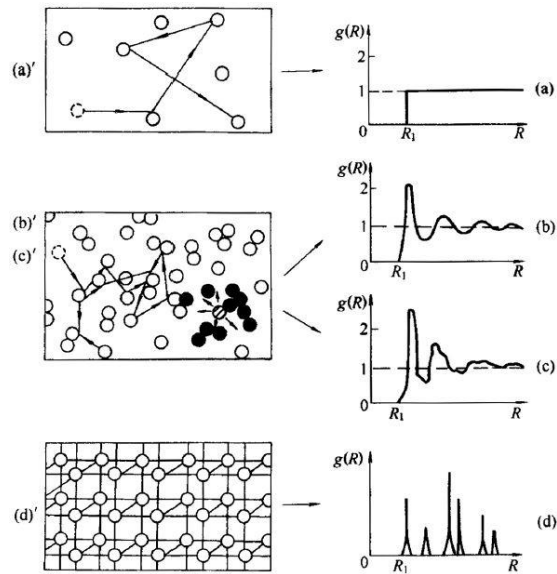 g(R)
2
(a)′
1
(a)
0
R₁
R
g(R)
2
(b)′
1
(b)
(c)′
0
R₁
R
g(R)
2
1
(c)
0
R₁
R
g(R)
(d)′
(d)
0
R₁
R